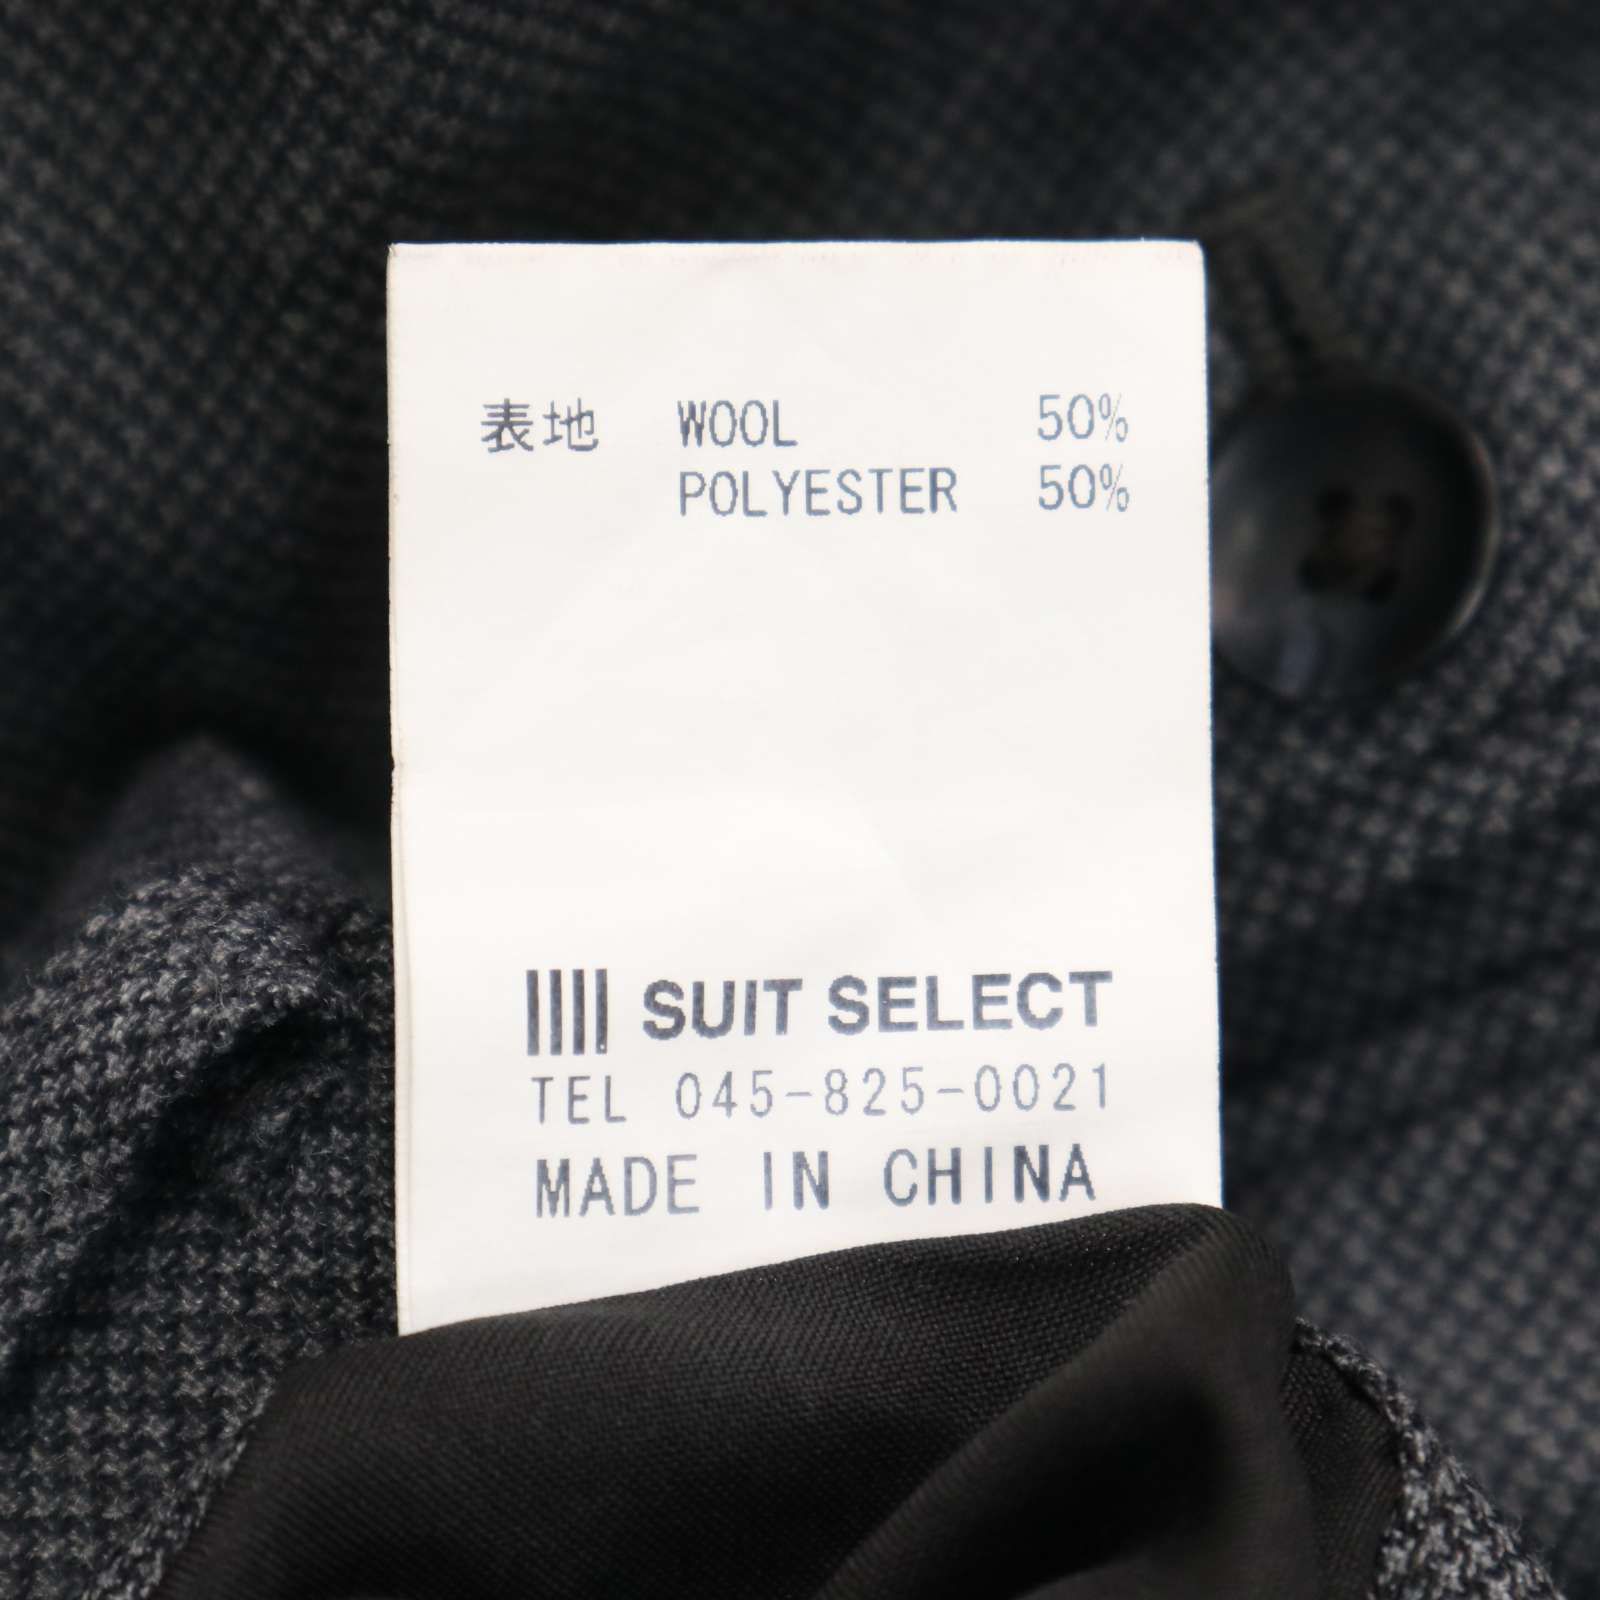 表地 WOOL 50%
POLYESTER 50%
SUIT SELECT
TEL 045-825-0021
MADE IN CHINA